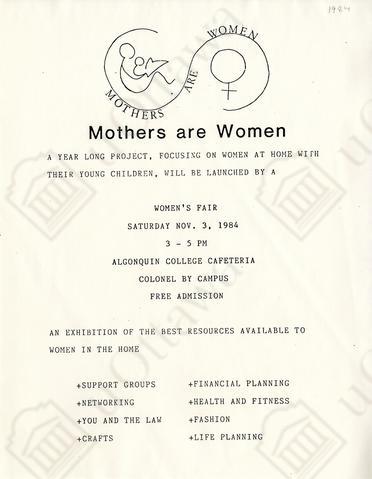 1984
MOTHERS ARE WOMEN
Mothers are Women
A YEAR LONG PROJECT, FOCUSING ON WOMEN AT HOME WITH
THEIR YOUNG CHILDREN, WILL BE LAUNCHED BY A
WOMEN'S FAIR
SATURDAY NOV. 3, 1984
3 - 5 PM
ALGONQUIN COLLEGE CAFETERIA
COLONEL BY CAMPUS
FREE ADMISSION
AN EXHIBITION OF THE BEST RESOURCES AVAILABLE TO
WOMEN IN THE HOME
+SUPPORT GROUPS
+NETWORKING
+YOU AND THE LAW
+CRAFTS
+FINANCIAL PLANNING
+HEALTH AND FITNESS
+FASHION
+LIFE PLANNING
uOttawa